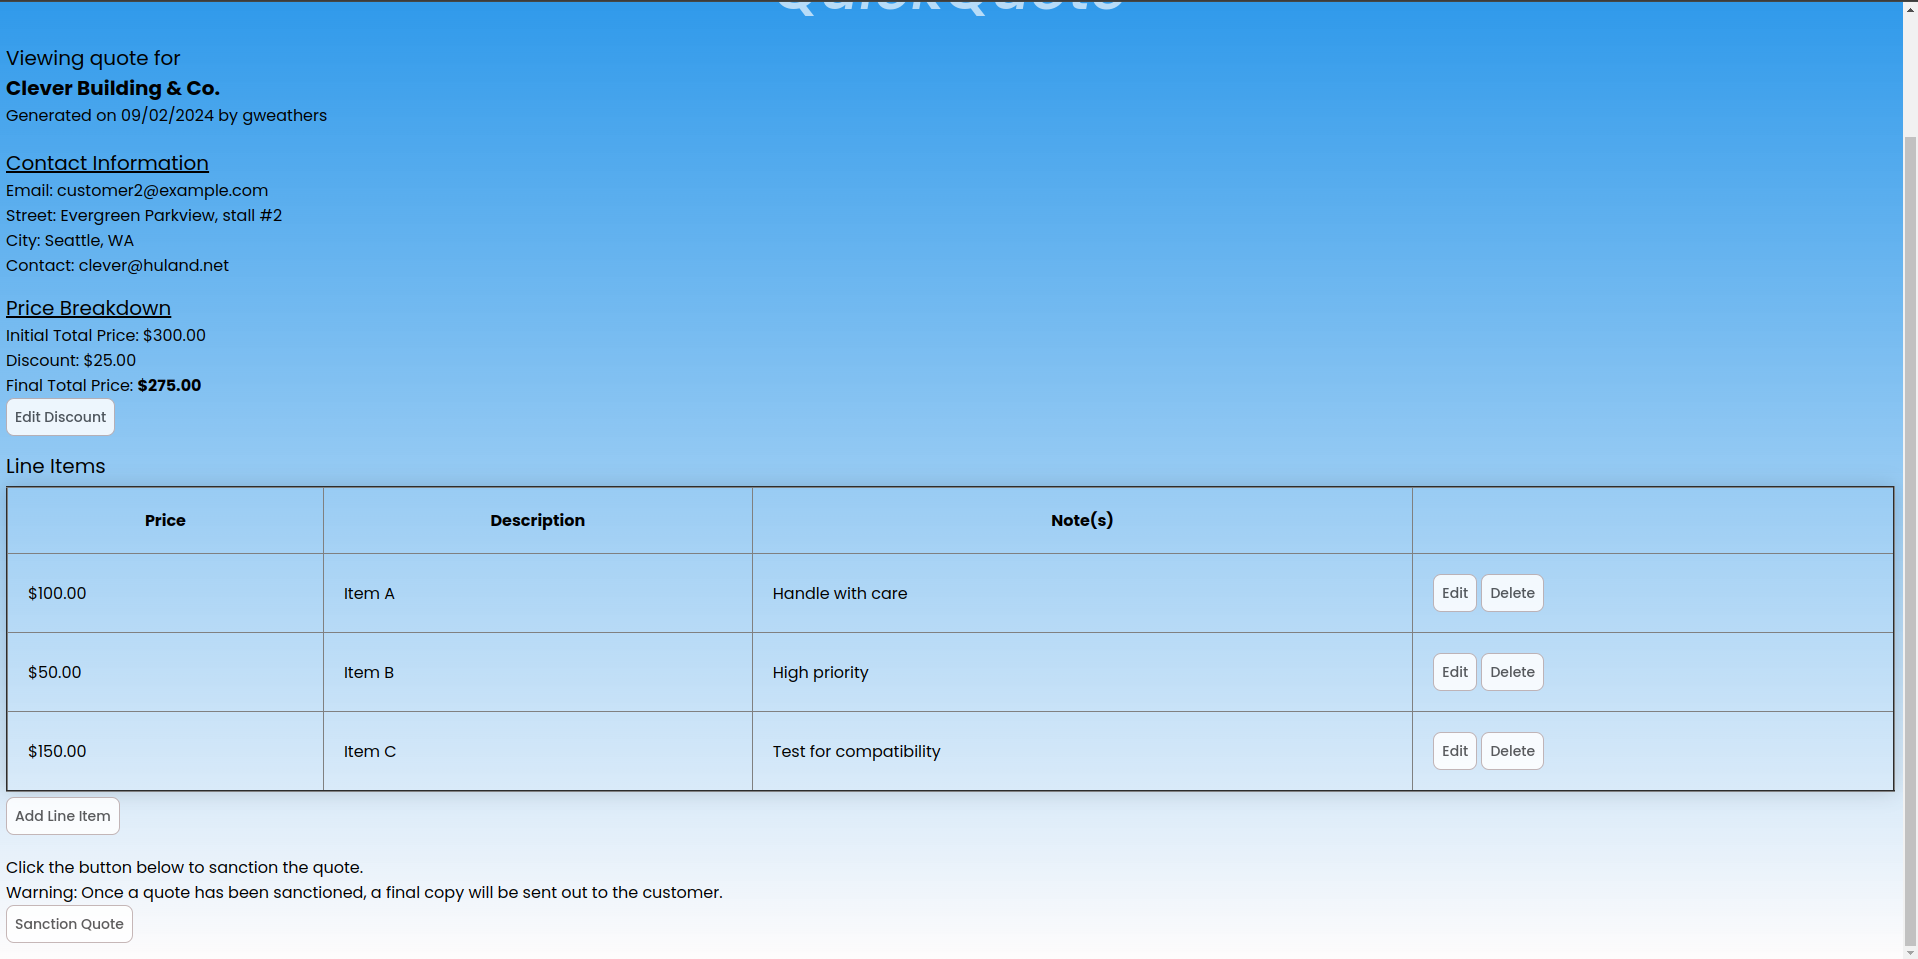 QuickQuote
Viewing quote for
Clever Building & Co.
Generated on 09/02/2024 by gweathers
Contact Information
Email: customer2@example.com
Street: Evergreen Parkview, stall #2
City: Seattle, WA
Contact: clever@huland.net
Price Breakdown
Initial Total Price: $300.00
Discount: $25.00
Final Total Price: $275.00
Edit Discount
Line Items
Price Description Note(s)
$100.00 Item A Handle with care Edit Delete
$50.00 Item B High priority Edit Delete
$150.00 Item C Test for compatibility Edit Delete
Add Line Item
Click the button below to sanction the quote.
Warning: Once a quote has been sanctioned, a final copy will be sent out to the customer.
Sanction Quote